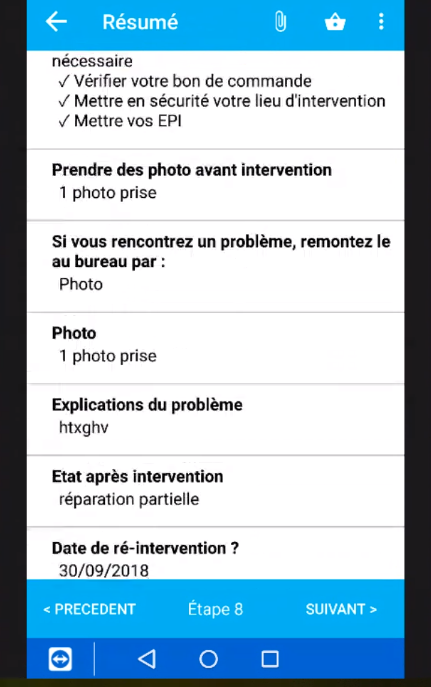 Résumé
nécessaire
✓ Vérifier votre bon de commande
✓ Mettre en sécurité votre lieu d'intervention
✓ Mettre vos EPI
Prendre des photo avant intervention
1 photo prise
Si vous rencontrez un problème, remontez le
au bureau par :
Photo
Photo
1 photo prise
Explications du problème
htxghv
Etat après intervention
réparation partielle
Date de ré-intervention ?
30/09/2018
< PRECEDENT Étape 8 SUIVANT >